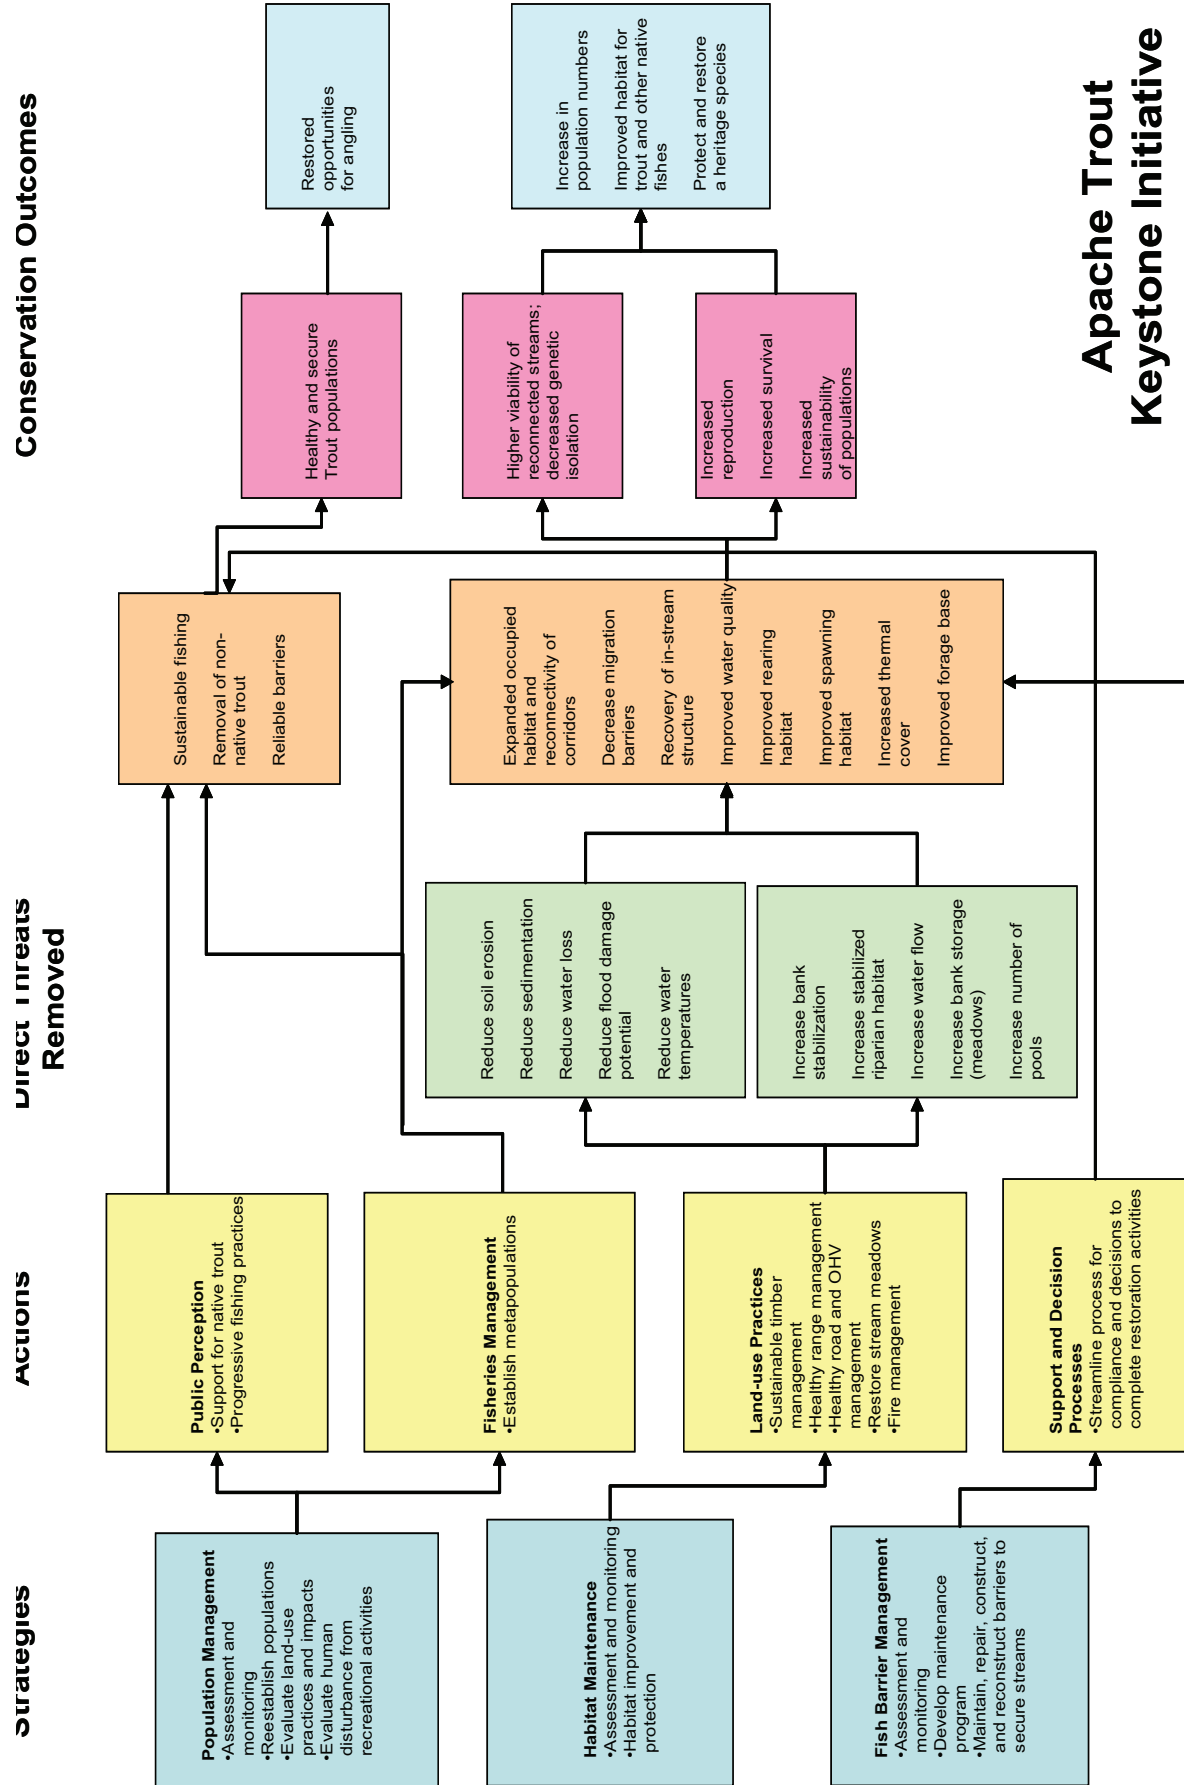 Strategies
Actions
Direct Threats
Removed
Conservation Outcomes
Population Management
•Assessment and
monitoring
•Reestablish populations
•Evaluate land-use
practices and impacts
•Evaluate human
disturbance from
recreational activities
Habitat Maintenance
•Assessment and monitoring
•Habitat improvement and
protection
Fish Barrier Management
•Assessment and
monitoring
•Develop maintenance
program
•Maintain, repair, construct,
and reconstruct barriers to
secure streams
Public Perception
•Support for native trout
•Progressive fishing practices
Fisheries Management
•Establish metapopulations
Land-use Practices
•Sustainable timber
management
•Healthy range management
•Healthy road and OHV
management
•Restore stream meadows
•Fire management
Support and Decision
Processes
•Streamline process for
compliance and decisions to
complete restoration activities
Reduce soil erosion
Reduce sedimentation
Reduce water loss
Reduce flood damage
potential
Reduce water
temperatures
Increase bank
stabilization
Increase stabilized
riparian habitat
Increase water flow
Increase bank storage
(meadows)
Increase number of
pools
Sustainable fishing
Removal of non-
native trout
Reliable barriers
Expanded occupied
habitat and
reconnectivity of
corridors
Decrease migration
barriers
Recovery of in-stream
structure
Improved water quality
Improved rearing
habitat
Improved spawning
habitat
Increased thermal
cover
Improved forage base
Healthy and secure
Trout populations
Higher viability of
reconnected streams;
decreased genetic
isolation
Increased
reproduction
Increased survival
Increased
sustainability
of populations
Restored
opportunities
for angling
Increase in
population numbers
Improved habitat for
trout and other native
fishes
Protect and restore
a heritage species
Apache Trout
Keystone Initiative